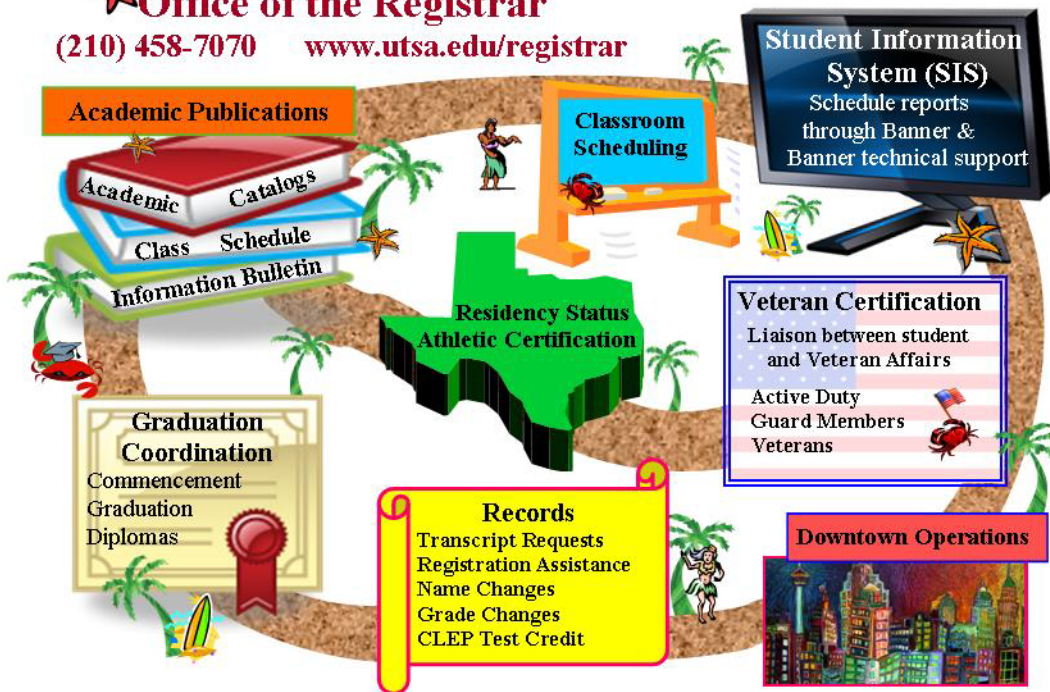 Office of the Registrar
(210) 458-7070 www.utsa.edu/registrar
Academic Publications
Academic Catalogs
Class Schedule
Information Bulletin
Classroom
Scheduling
Student Information
System (SIS)
Schedule reports
through Banner &
Banner technical support
Residency Status
Athletic Certification
Veteran Certification
Liaison between student
and Veteran Affairs
Active Duty
Guard Members
Veterans
Graduation
Coordination
Commencement
Graduation
Diplomas
Records
Transcript Requests
Registration Assistance
Name Changes
Grade Changes
CLEP Test Credit
Downtown Operations